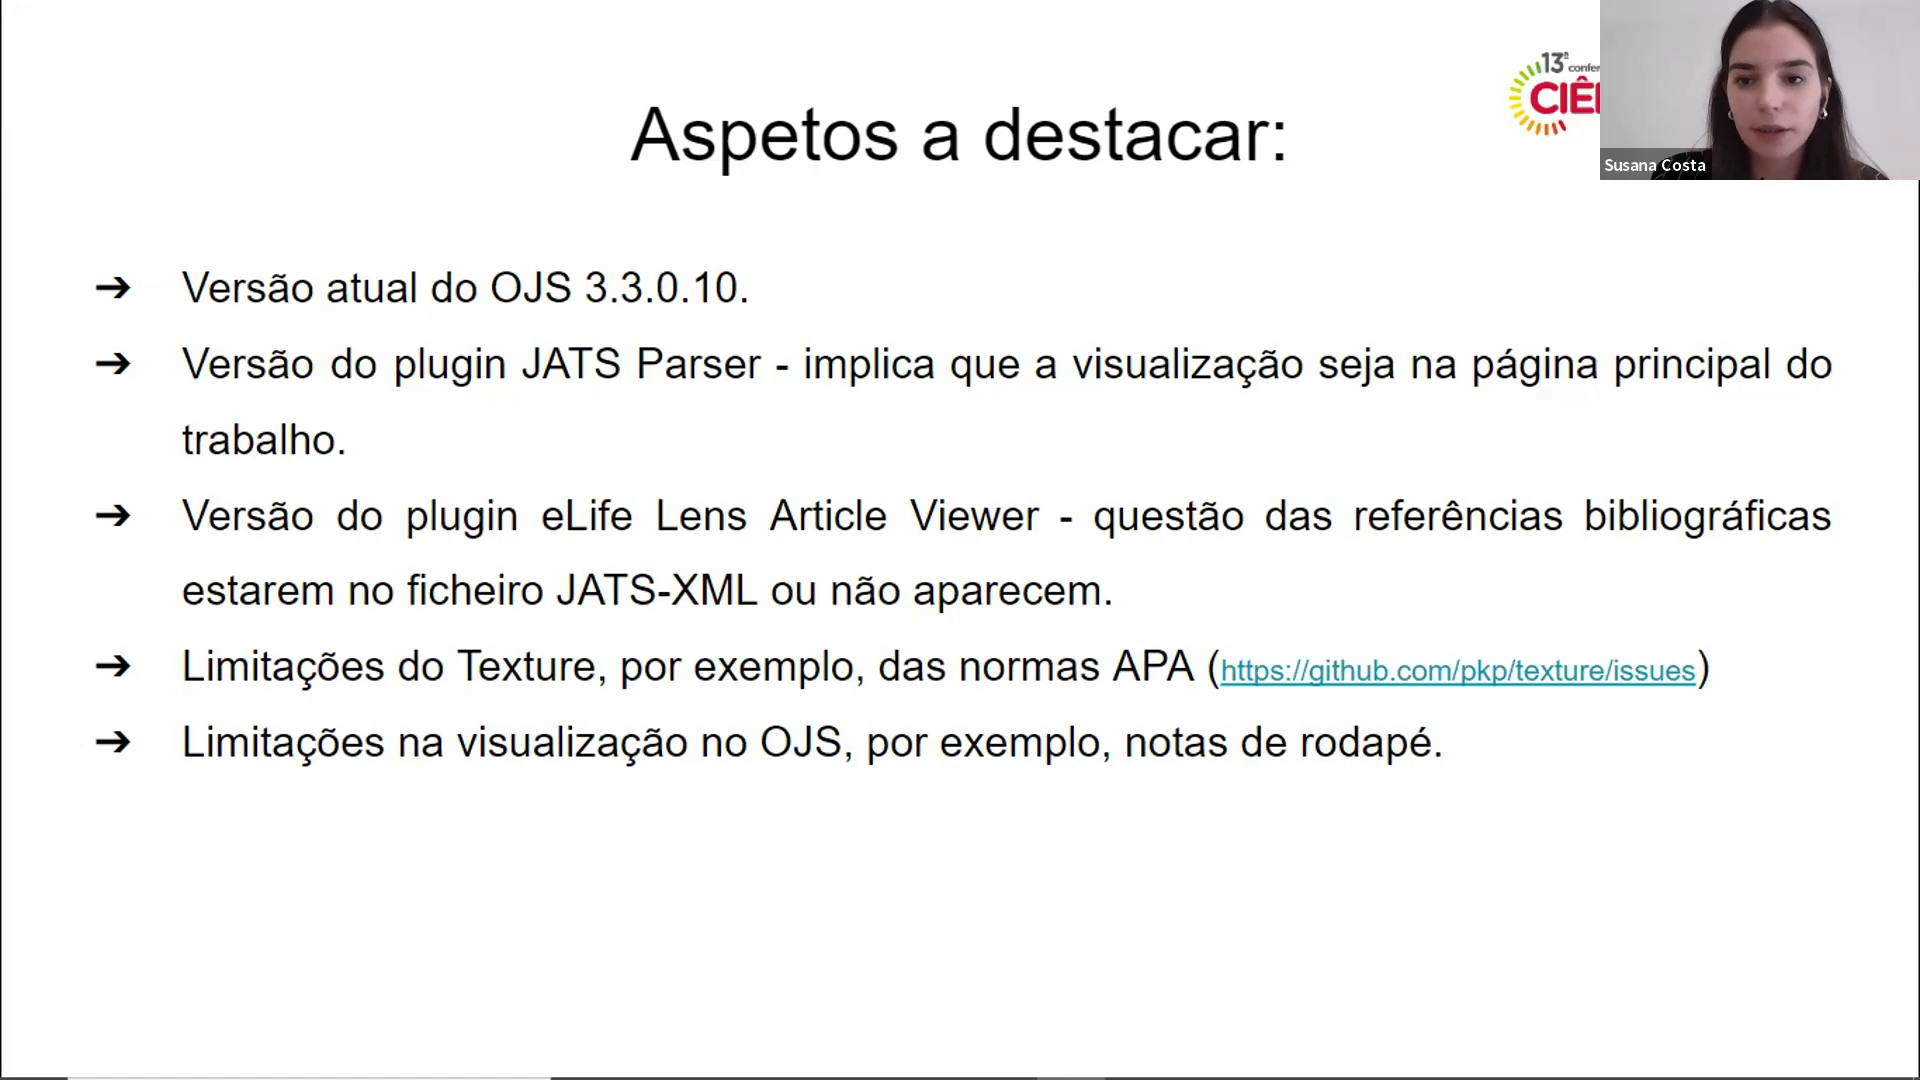 13ª confer
CIÊ
Susana Costa
Aspetos a destacar:
➔ Versão atual do OJS 3.3.0.10.
➔ Versão do plugin JATS Parser - implica que a visualização seja na página principal do
trabalho.
➔ Versão do plugin eLife Lens Article Viewer - questão das referências bibliográficas
estarem no ficheiro JATS-XML ou não aparecem.
➔ Limitações do Texture, por exemplo, das normas APA (https://github.com/pkp/texture/issues)
➔ Limitações na visualização no OJS, por exemplo, notas de rodapé.